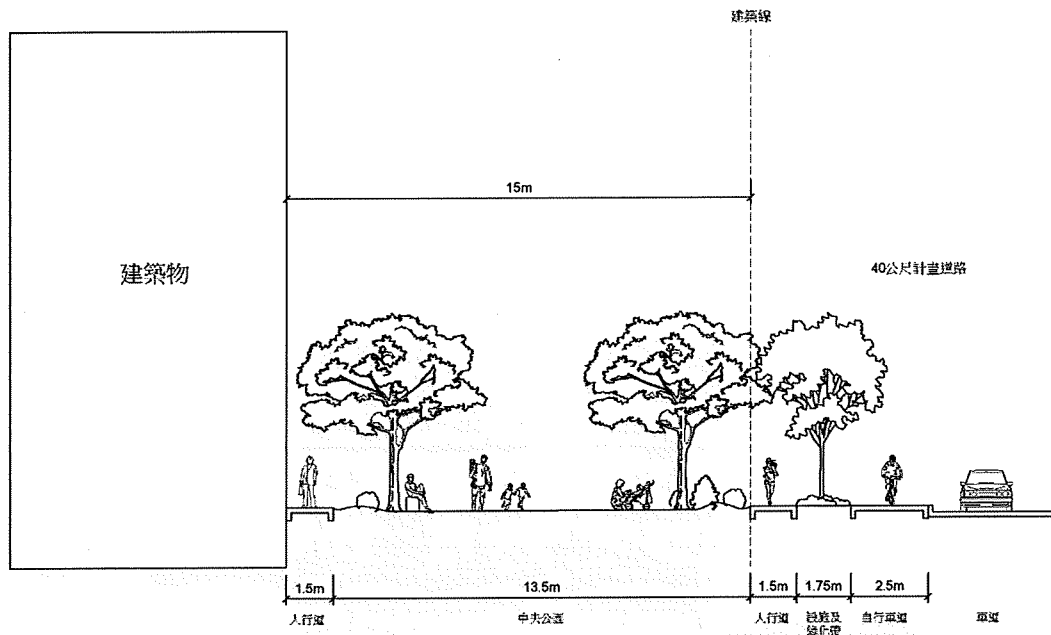 建築線
15m
建築物
40公尺計畫道路
1.5m
13.5m
1.5m
1.75m
2.5m
人行道
中央公園
人行道
設施及
綠化帶
自行車道
車道